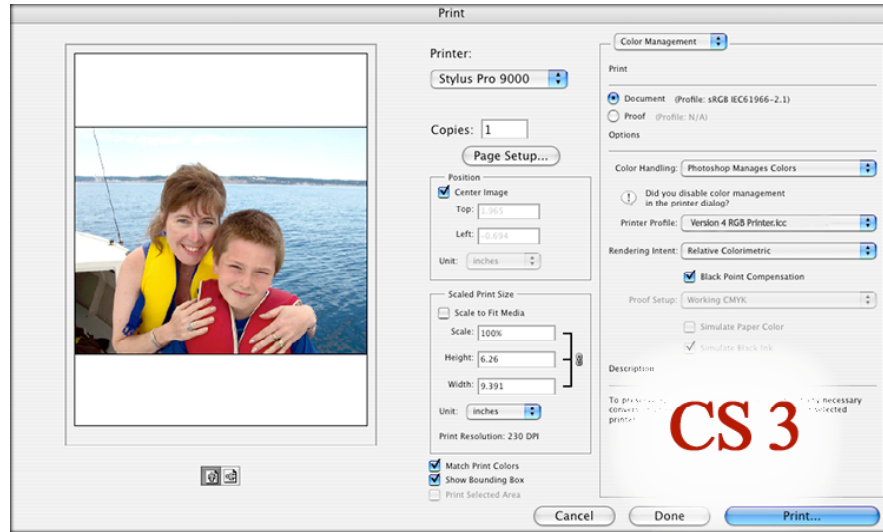 Print
Printer:
Stylus Pro 9000
Copies: 1
Page Setup...
Position
Center Image
Top: 1.965
Left: -0.694
Unit: inches
Scaled Print Size
Scale to Fit Media
Scale: 100%
Height: 6.26
Width: 9.391
Unit: inches
Print Resolution: 230 DPI
Match Print Colors
Show Bounding Box
Print Selected Area
Color Management
Print
Document (Profile: sRGB IEC61966-2.1)
Proof (Profile: N/A)
Options
Color Handling: Photoshop Manages Colors
Did you disable color management
in the printer dialog?
Printer Profile: Version 4 RGB Printer.icc
Rendering Intent: Relative Colorimetric
Black Point Compensation
Proof Setup: Working CMYK
Simulate Paper Color
Simulate Black Ink
Description
To necessary
selected
printer
CS 3
Cancel
Done
Print...